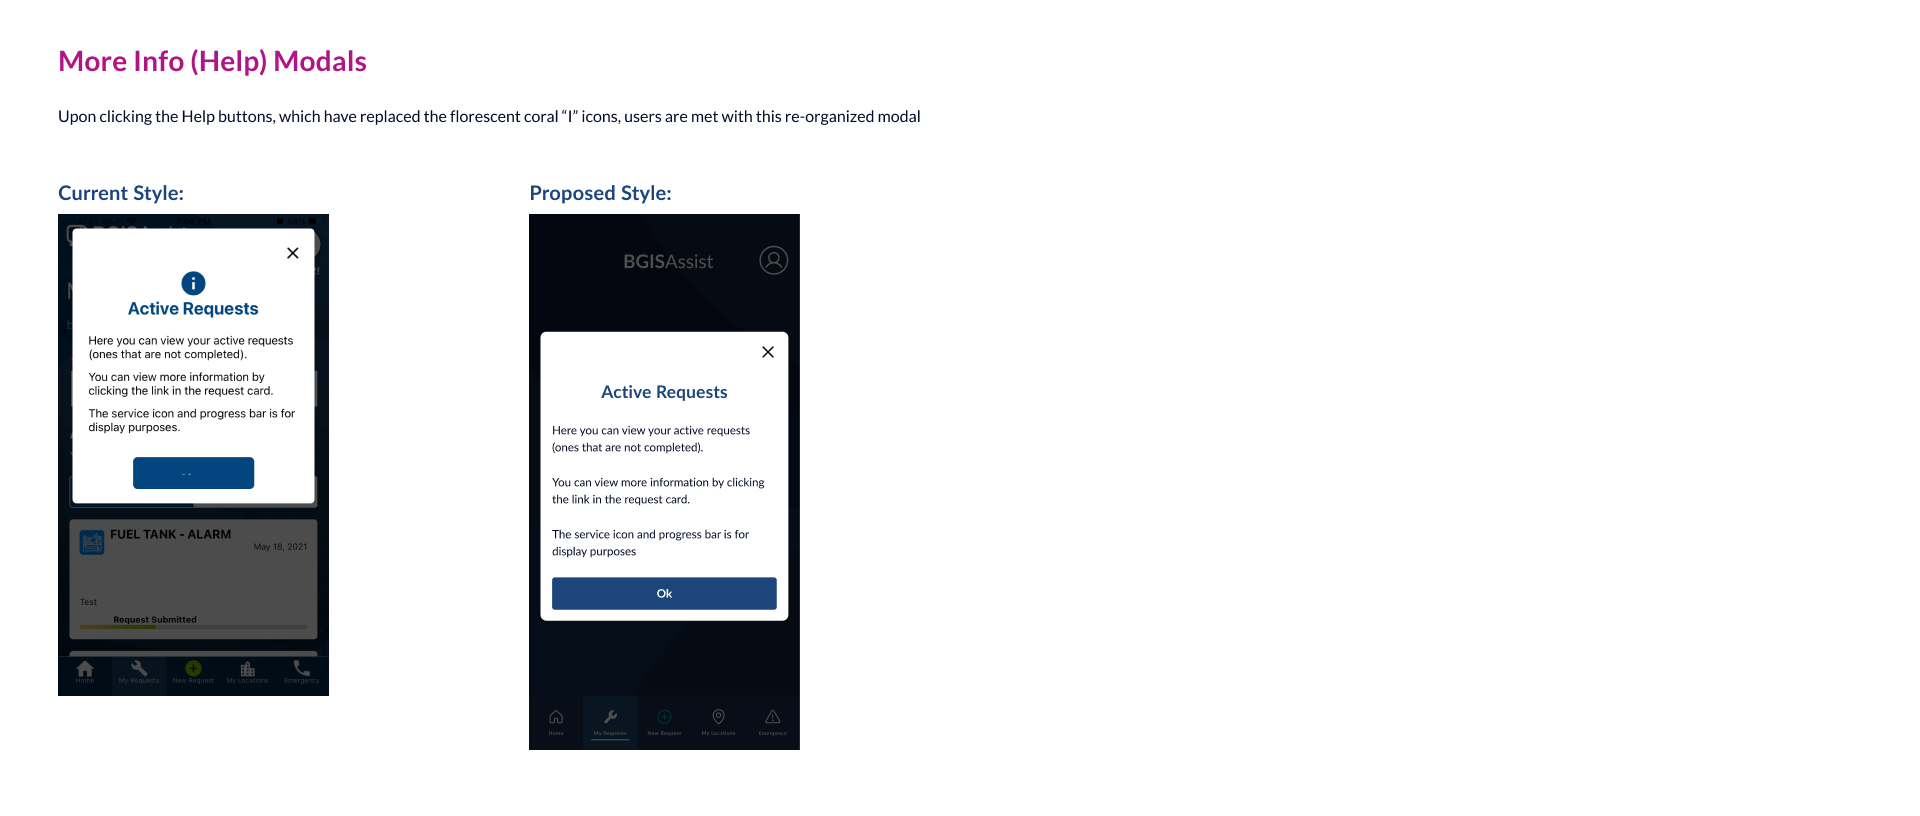 More Info (Help) Modals
Upon clicking the Help buttons, which have replaced the florescent coral “I” icons, users are met with this re-organized modal
Current Style:
Active Requests
Here you can view your active requests
(ones that are not completed).
You can view more information by
clicking the link in the request card.
The service icon and progress bar is for
display purposes.
FUEL TANK - ALARM
May 18, 2021
Test
Request Submitted
Home
My Requests
New Request
My Locations
Emergency
Proposed Style:
BGISAssist
Active Requests
Here you can view your active requests
(ones that are not completed).
You can view more information by clicking
the link in the request card.
The service icon and progress bar is for
display purposes
Ok
Home
My Requests
New Request
My Locations
Emergency